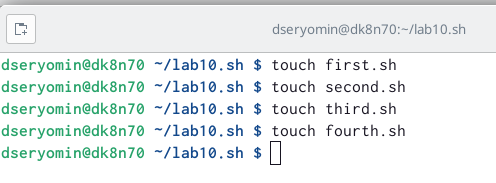 dseryomin@dk8n70:~/lab10.sh
dseryomin@dk8n70 ~/lab10.sh $ touch first.sh
dseryomin@dk8n70 ~/lab10.sh $ touch second.sh
dseryomin@dk8n70 ~/lab10.sh $ touch third.sh
dseryomin@dk8n70 ~/lab10.sh $ touch fourth.sh
dseryomin@dk8n70 ~/lab10.sh $